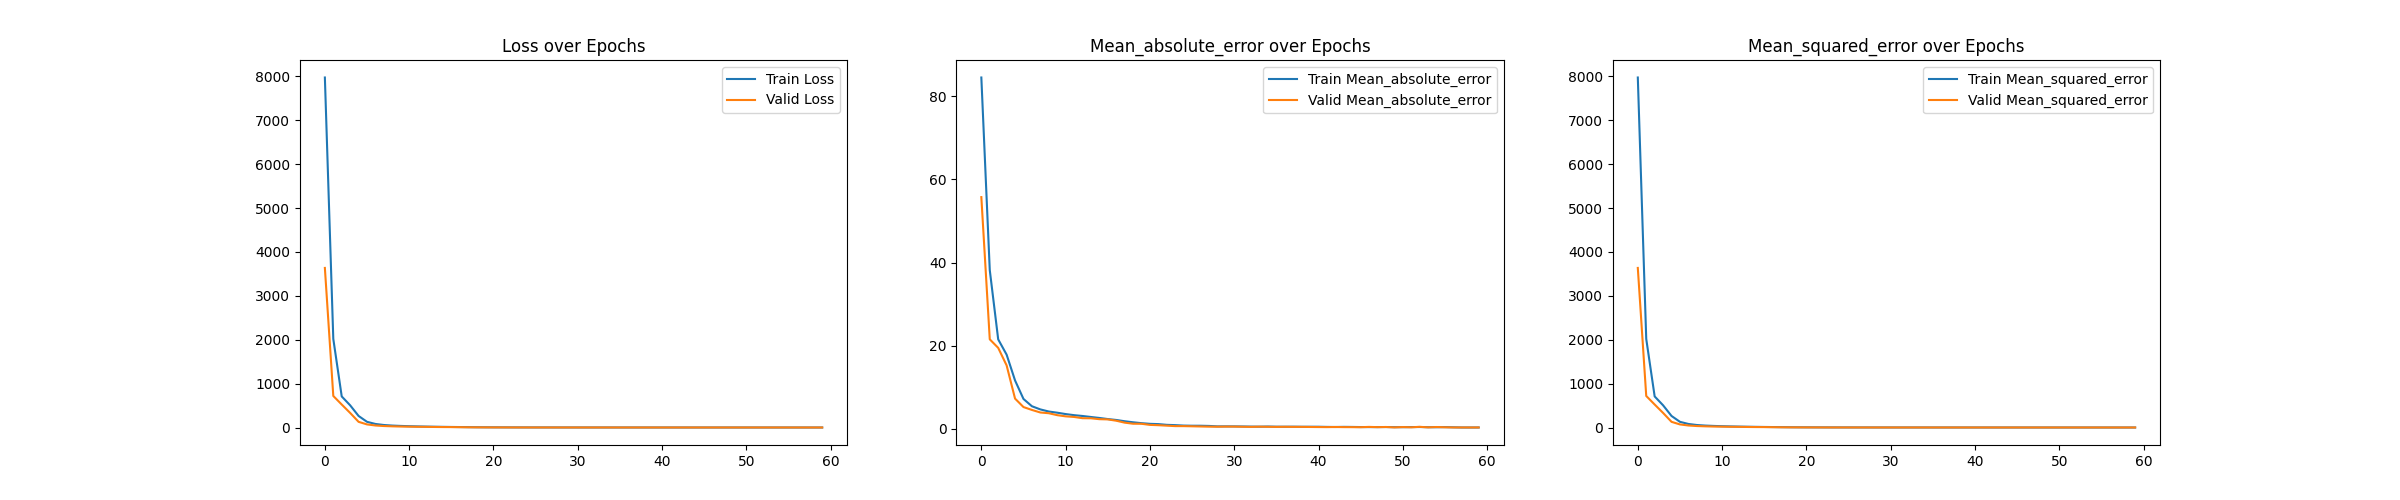 Loss over Epochs
8000
7000
6000
5000
4000
3000
2000
1000
0
0 10 20 30 40 50 60
Train Loss
Valid Loss
Mean_absolute_error over Epochs
80
60
40
20
0
0 10 20 30 40 50 60
Train Mean_absolute_error
Valid Mean_absolute_error
Mean_squared_error over Epochs
8000
7000
6000
5000
4000
3000
2000
1000
0
0 10 20 30 40 50 60
Train Mean_squared_error
Valid Mean_squared_error